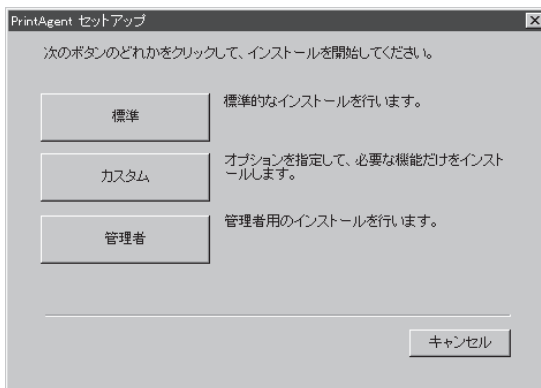 PrintAgent セットアップ
次のボタンのどれかをクリックして、インストールを開始してください。
標準
標準的なインストールを行います。
カスタム
オプションを指定して、必要な機能だけをインスト
ールします。
管理者
管理者用のインストールを行います。
キャンセル